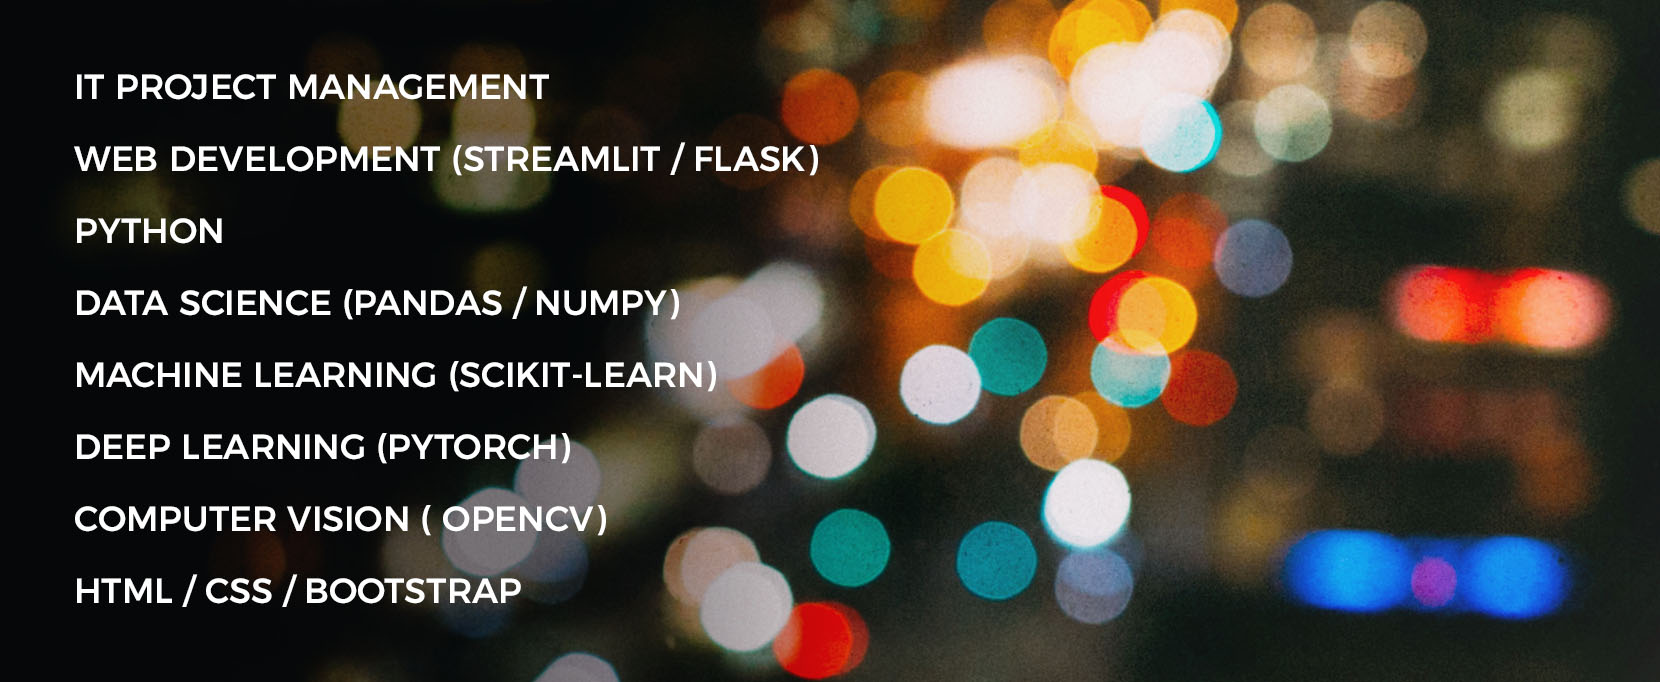 IT PROJECT MANAGEMENT
WEB DEVELOPMENT (STREAMLIT / FLASK)
PYTHON
DATA SCIENCE (PANDAS / NUMPY)
MACHINE LEARNING (SCIKIT-LEARN)
DEEP LEARNING (PYTORCH)
COMPUTER VISION ( OPENCV)
HTML / CSS / BOOTSTRAP